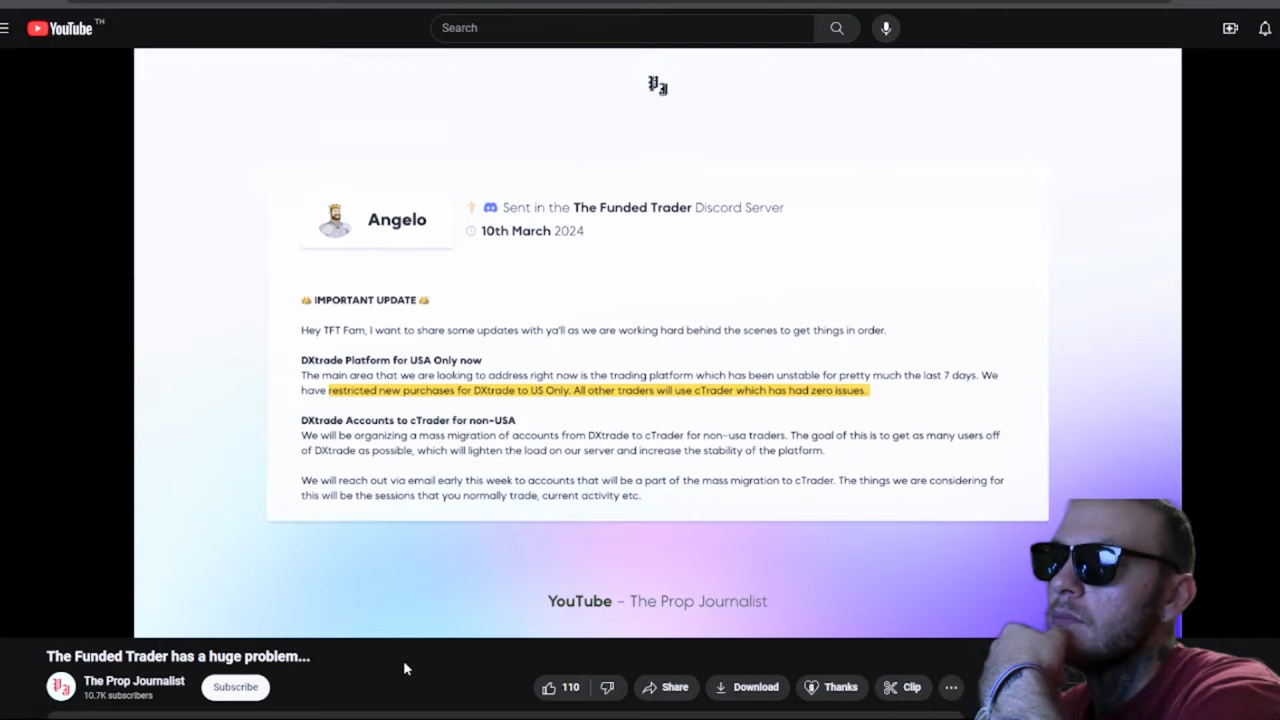 YouTube TH
Search
PJ
Angelo
Sent in the The Funded Trader Discord Server
10th March 2024
IMPORTANT UPDATE
Hey TFT Fam, I want to share some updates with ya'll as we are working hard behind the scenes to get things in order.
DXtrade Platform for USA Only now
The main area that we are looking to address right now is the trading platform which has been unstable for pretty much the last 7 days. We
have restricted new purchases for DXtrade to US Only. All other traders will use cTrader which has had zero issues.
DXtrade Accounts to cTrader for non-USA
We will be organizing a mass migration of accounts from DXtrade to cTrader for non-usa traders. The goal of this is to get as many users off
of DXtrade as possible, which will lighten the load on our server and increase the stability of the platform.
We will reach out via email early this week to accounts that will be a part of the mass migration to cTrader. The things we are considering for
this will be the sessions that you normally trade, current activity etc.
YouTube - The Prop Journalist
The Funded Trader has a huge problem...
PJ
The Prop Journalist
10.7K subscribers
Subscribe
110
Share
Download
Thanks
Clip